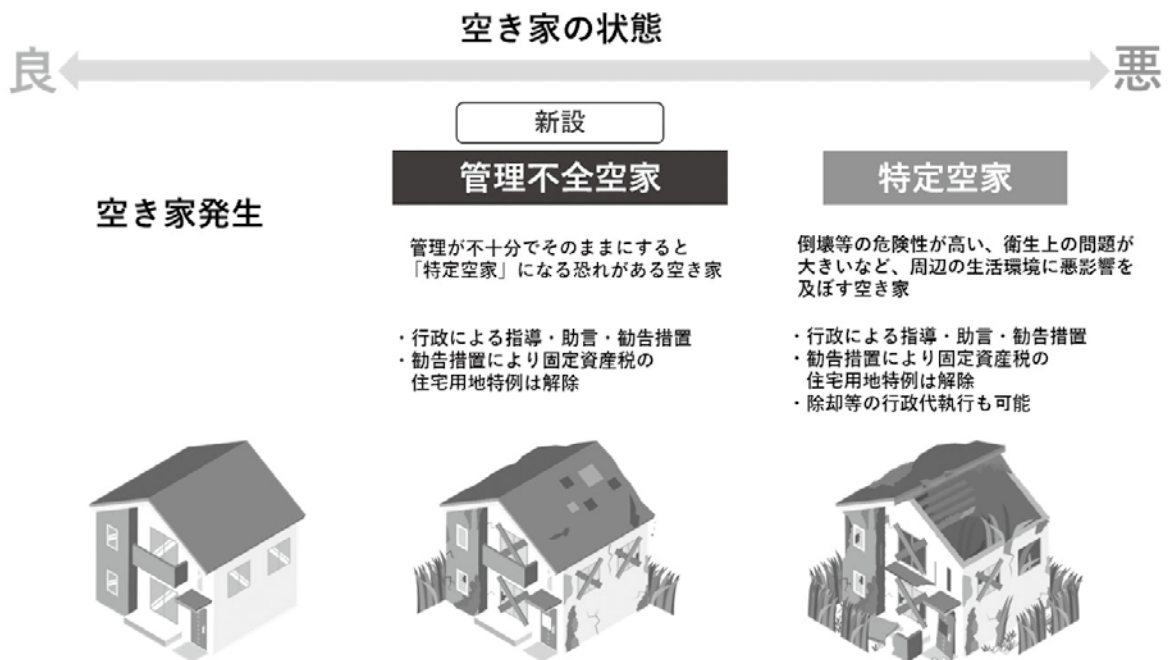 空き家の状態
良
悪
新設
空き家発生
管理不全空家
管理が不十分でそのままにすると
「特定空家」になる恐れがある空き家
・行政による指導・助言・勧告措置
・勧告措置により固定資産税の
住宅用地特例は解除
特定空家
倒壊等の危険性が高い、衛生上の問題が
大きいなど、周辺の生活環境に悪影響を
及ぼす空き家
・行政による指導・助言・勧告措置
・勧告措置により固定資産税の
住宅用地特例は解除
・除却等の行政代執行も可能